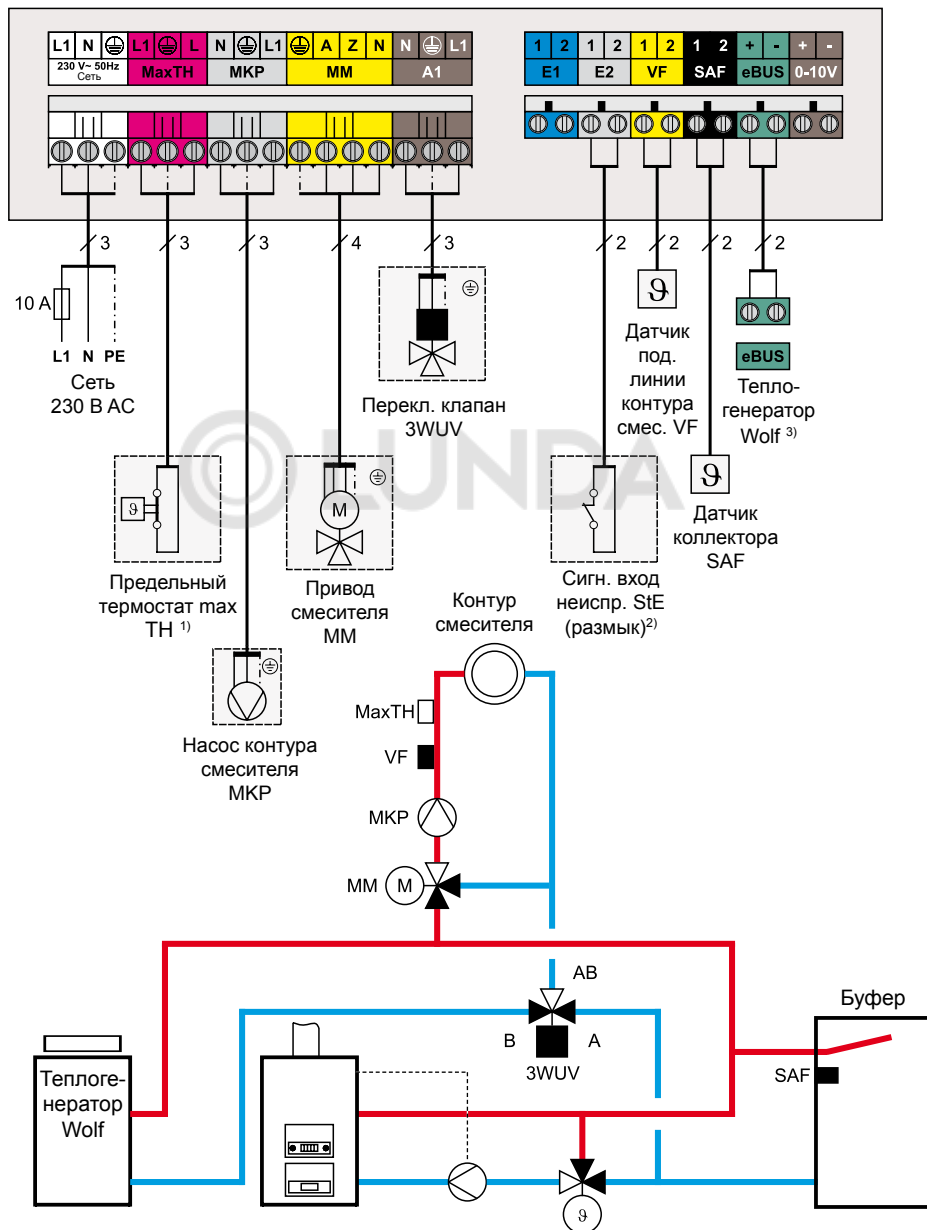 L1 N L1 L N L1 A Z N N L1
230 V~ 50Hz
Сеть
MaxTH MKP MM A1
1 2 1 2 1 2 1 2 + - + -
E1 E2 VF SAF eBUS 0-10V
3 3 3 4 3 2 2 2 2
10 A
L1 N PE
Сеть
230 В AC
Перекл. клапан
3WUV
ϑ
Датчик
под.
линии
контура
смес. VF
eBUS
Тепло-
генератор
Wolf 3)
LUNDA
ϑ
Предельный
термостат max
TH 1)
M
Привод
смесителя
MM
Сигн. вход
неиспр. StE
(размык)2)
ϑ
Датчик
коллектора
SAF
Насос контура
смесителя
MKP
Контур
смесителя
MaxTH
VF
MKP
MM M
AB
B A
3WUV
Буфер
SAF
Теплоге-
нератор
Wolf
ϑ